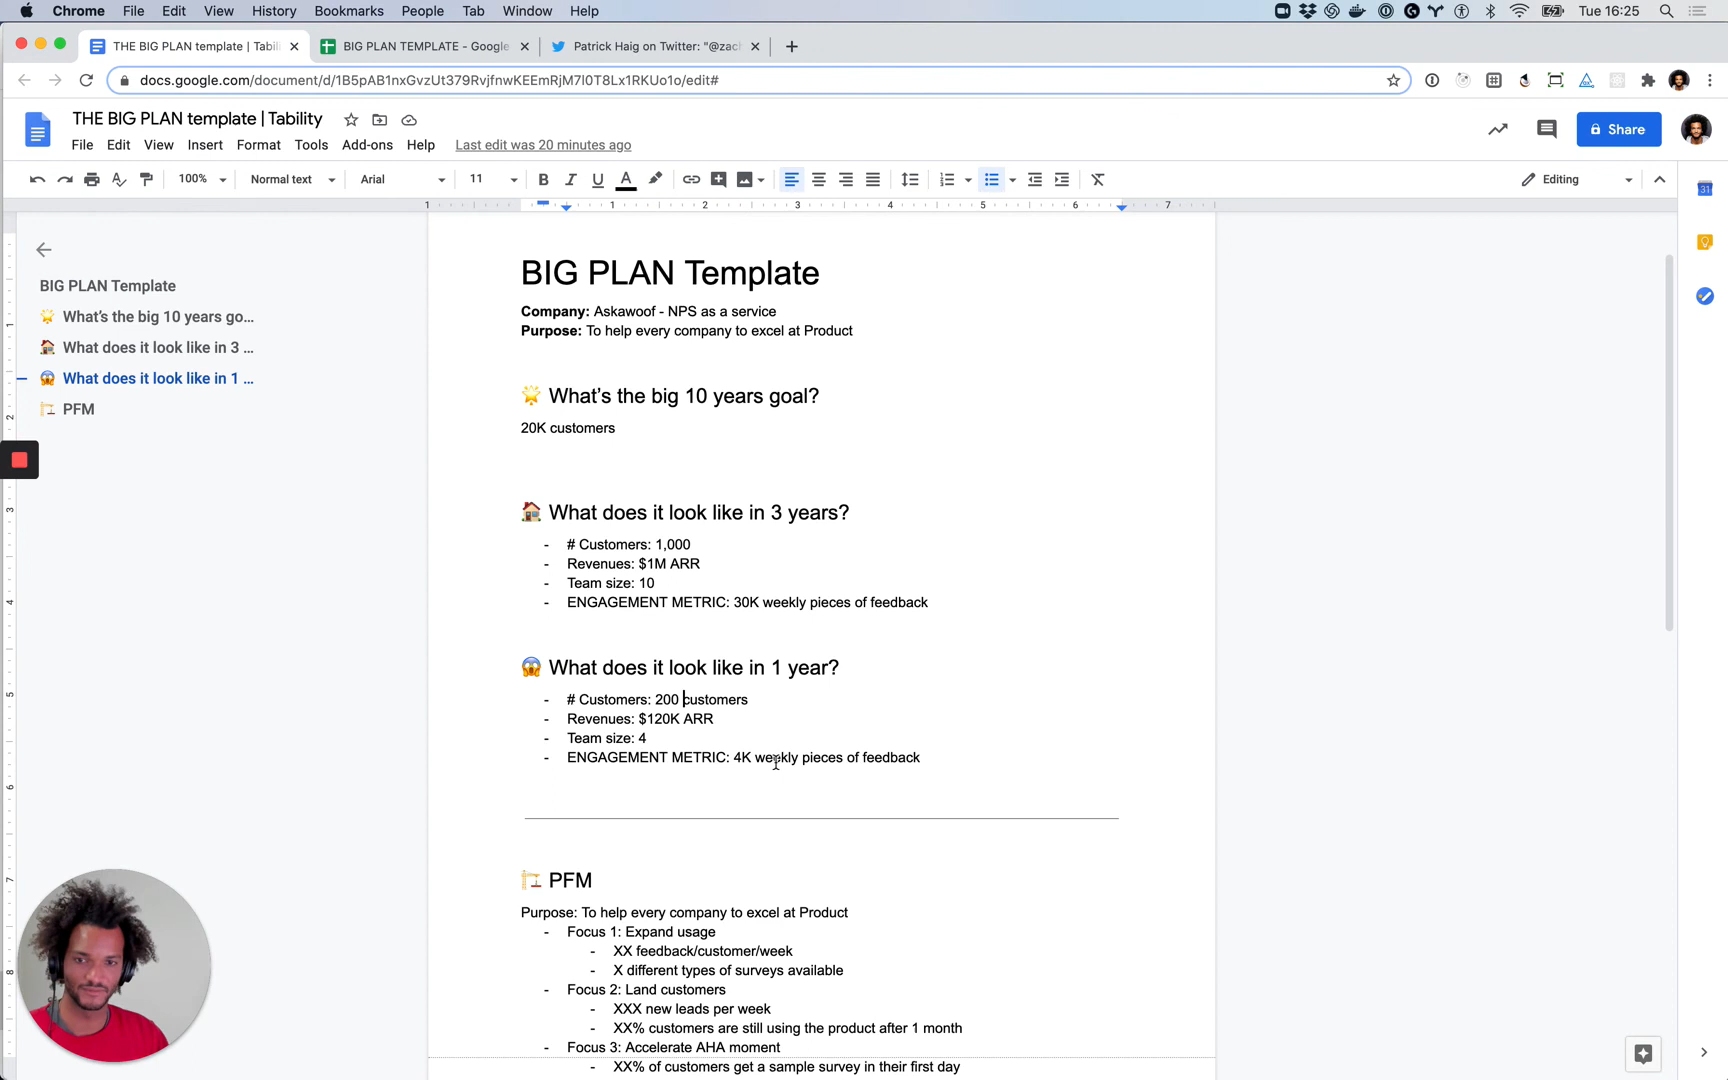 Chrome File Edit View History Bookmarks People Tab Window Help Tue 16:25
THE BIG PLAN template | Tabili
BIG PLAN TEMPLATE - Google
Patrick Haig on Twitter: "@zac
docs.google.com/document/d/1B5pAB1nxGvzUt379RvjfnwKEEmRjM7l0T8Lx1RKUo1o/edit#
THE BIG PLAN template | Tability
Share
File Edit View Insert Format Tools Add-ons Help Last edit was 20 minutes ago
100% Normal text Arial 11 Editing
1 1 2 3 4 5 6 7
BIG PLAN Template
What's the big 10 years go...
What does it look like in 3 ...
What does it look like in 1 ...
PFM
BIG PLAN Template
Company: Askawoof - NPS as a service
Purpose: To help every company to excel at Product
🌟 What's the big 10 years goal?
20K customers
🏠 What does it look like in 3 years?
- # Customers: 1,000
- Revenues: $1M ARR
- Team size: 10
- ENGAGEMENT METRIC: 30K weekly pieces of feedback
😱 What does it look like in 1 year?
- # Customers: 200 customers
- Revenues: $120K ARR
- Team size: 4
- ENGAGEMENT METRIC: 4K weekly pieces of feedback
🏗 PFM
Purpose: To help every company to excel at Product
- Focus 1: Expand usage
- XX feedback/customer/week
- X different types of surveys available
- Focus 2: Land customers
- XXX new leads per week
- XX% customers are still using the product after 1 month
- Focus 3: Accelerate AHA moment
- XX% of customers get a sample survey in their first day